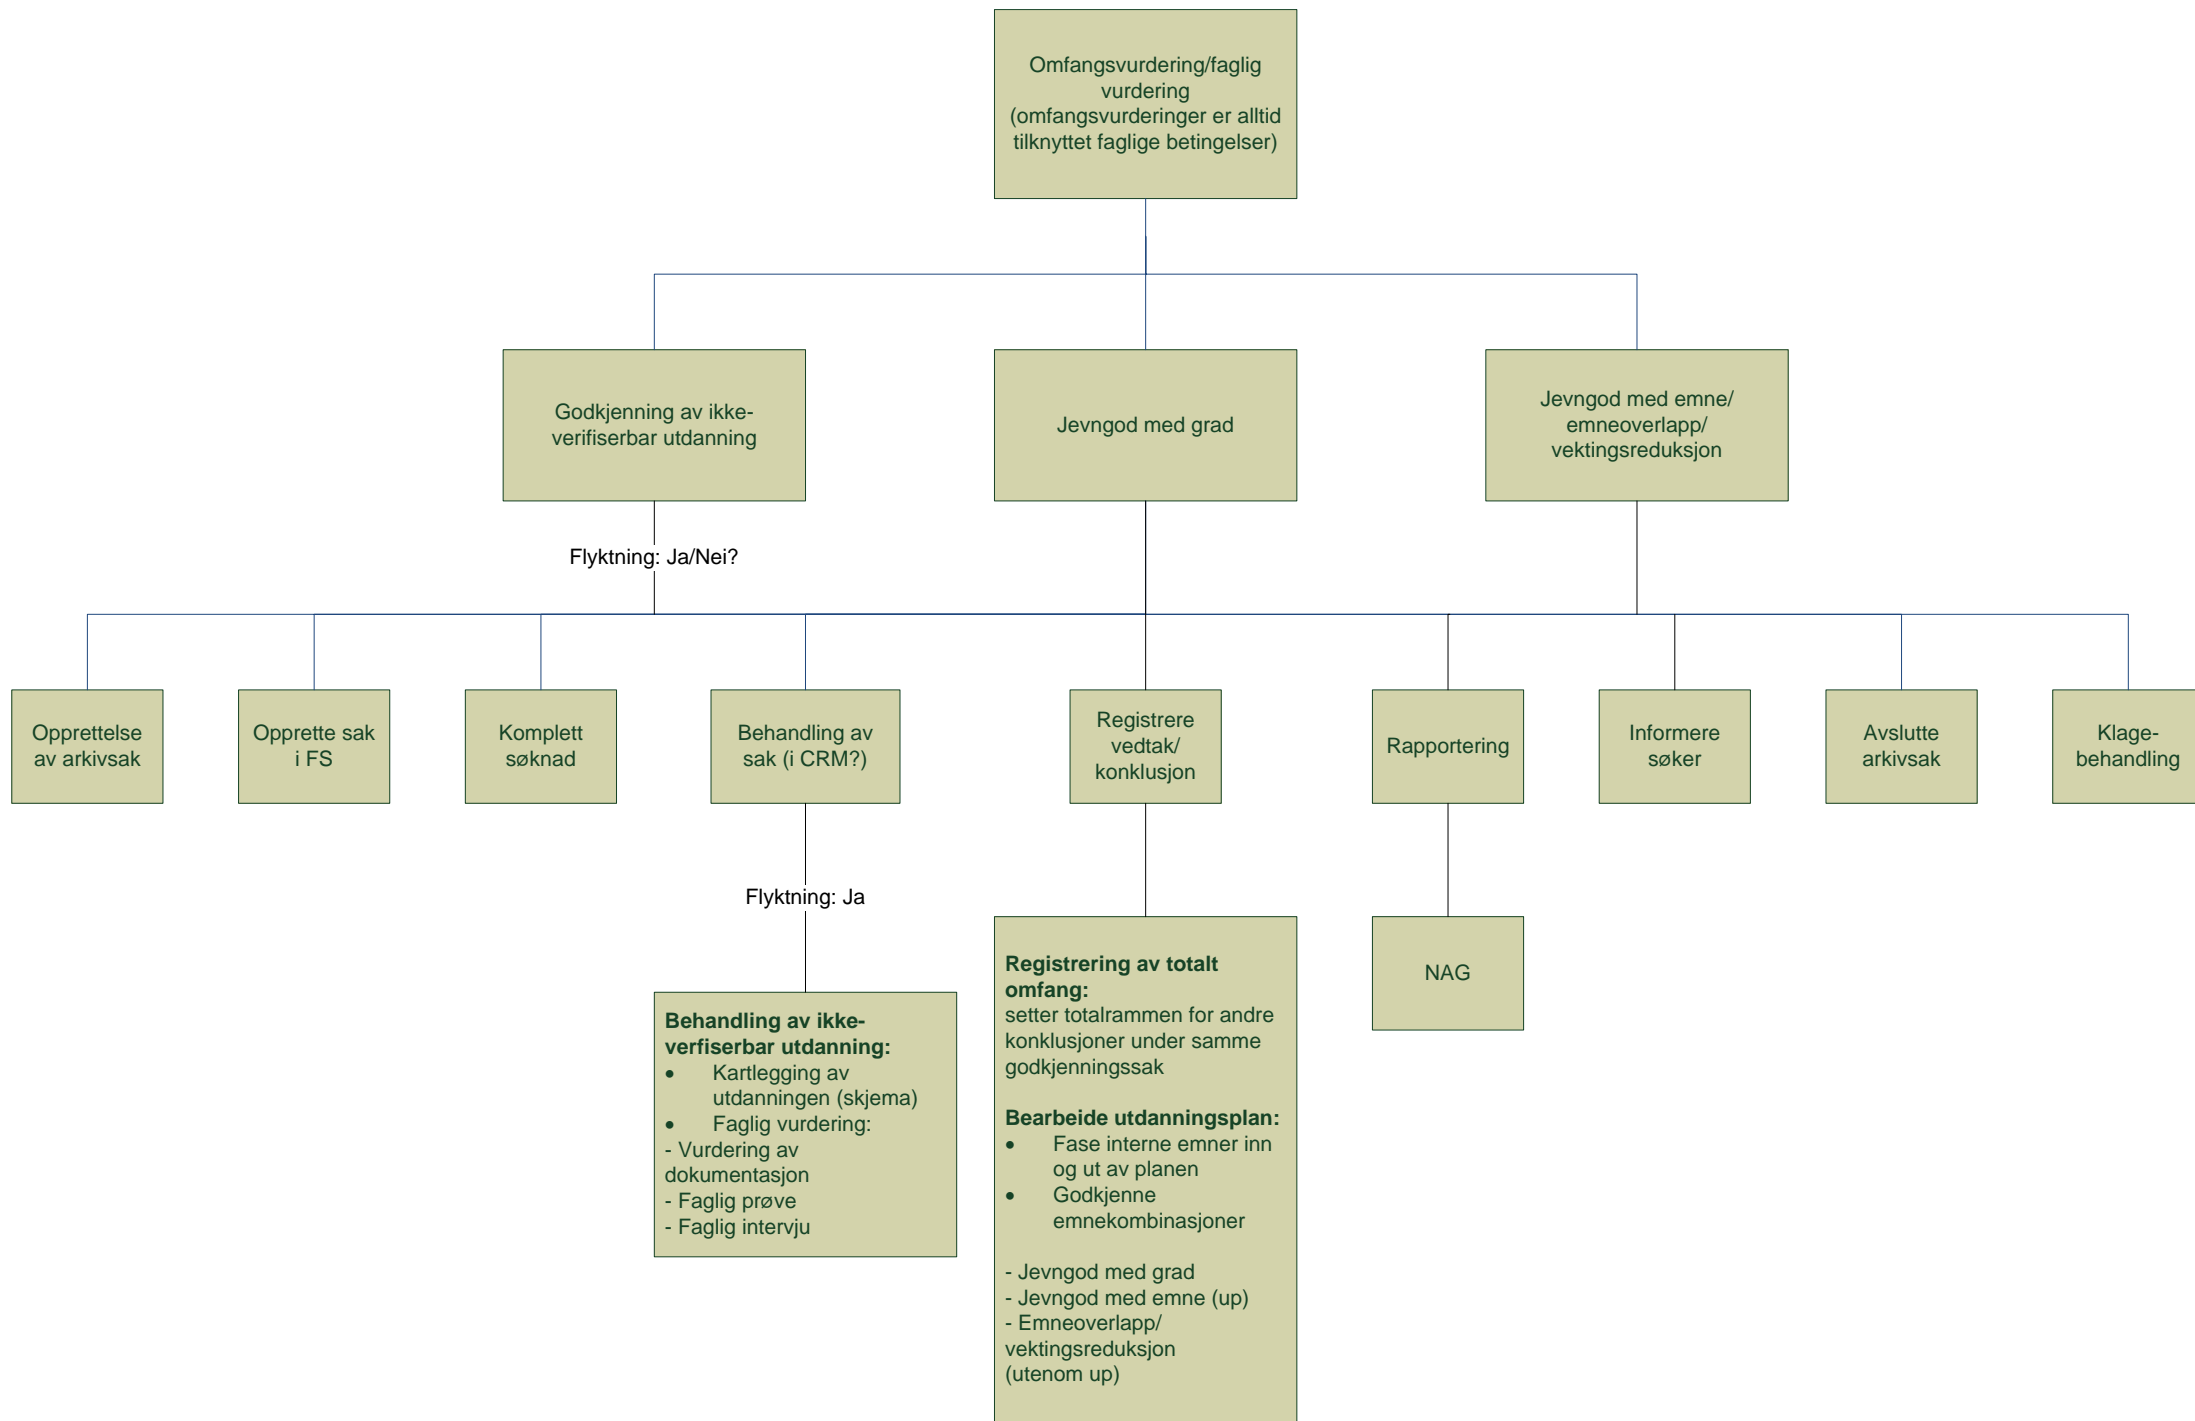 Omfangsvurdering/faglig
vurdering
(omfangsvurderinger er alltid
tilknyttet faglige betingelser)
Godkjenning av ikke-
verifiserbar utdanning
Jevngod med grad
Jevngod med emne/
emneoverlapp/
vektingsreduksjon
Flyktning: Ja/Nei?
Opprettelse
av arkivsak
Opprette sak
i FS
Komplett
søknad
Behandling av
sak (i CRM?)
Registrere
vedtak/
konklusjon
Rapportering
Informere
søker
Avslutte
arkivsak
Klage-
behandling
Flyktning: Ja
Behandling av ikke-
verfiserbar utdanning:
• Kartlegging av
utdanningen (skjema)
• Faglig vurdering:
- Vurdering av
dokumentasjon
- Faglig prøve
- Faglig intervju
Registrering av totalt
omfang:
setter totalrammen for andre
konklusjoner under samme
godkjenningssak
Bearbeide utdanningsplan:
• Fase interne emner inn
og ut av planen
• Godkjenne
emnekombinasjoner
- Jevngod med grad
- Jevngod med emne (up)
- Emneoverlapp/
vektingsreduksjon
(utenom up)
NAG